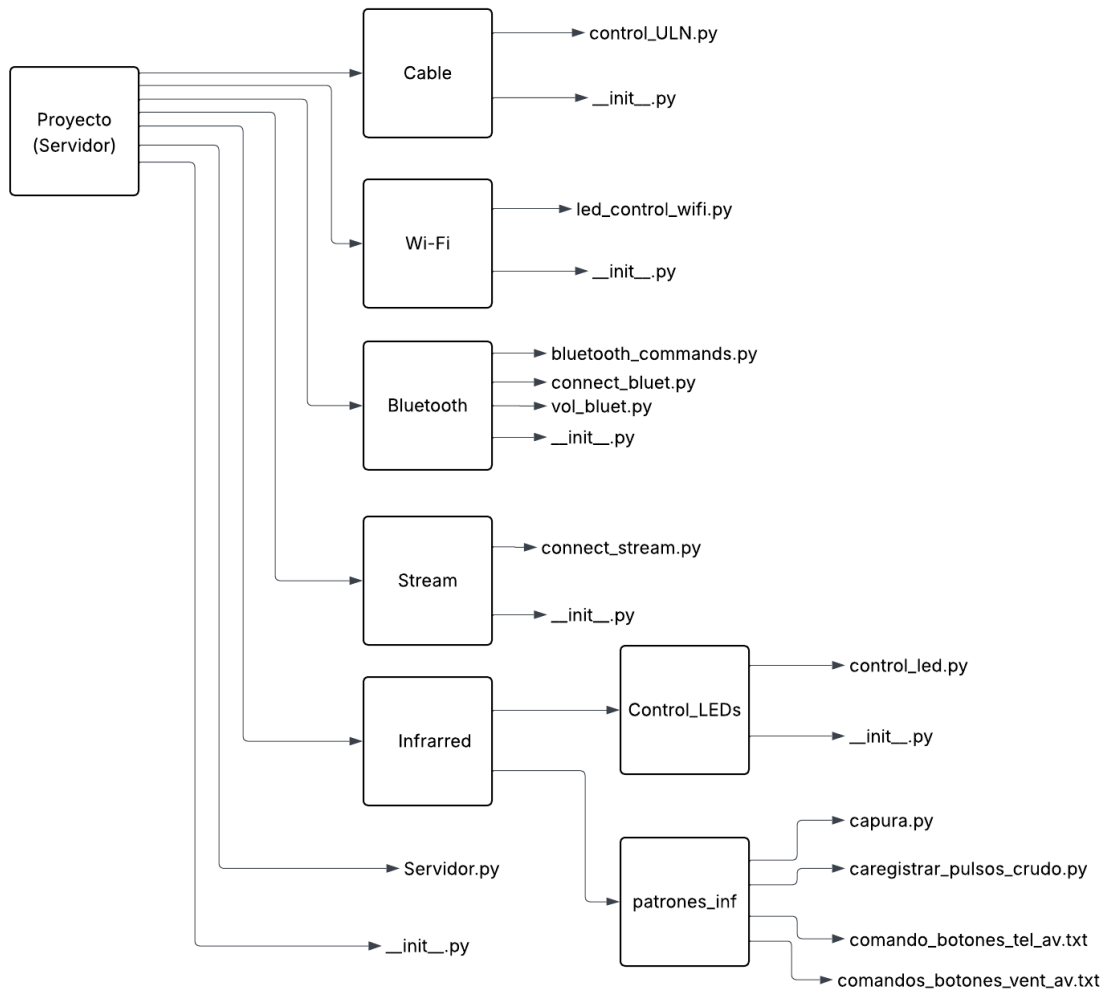 Proyecto
(Servidor)
Cable
control_ULN.py
__init__.py
Wi-Fi
led_control_wifi.py
__init__.py
Bluetooth
bluetooth_commands.py
connect_bluet.py
vol_bluet.py
__init__.py
Stream
connect_stream.py
__init__.py
Infrarred
Control_LEDs
control_led.py
__init__.py
patrones_inf
capura.py
caregistrar_pulsos_crudo.py
comando_botones_tel_av.txt
comandos_botones_vent_av.txt
Servidor.py
__init__.py